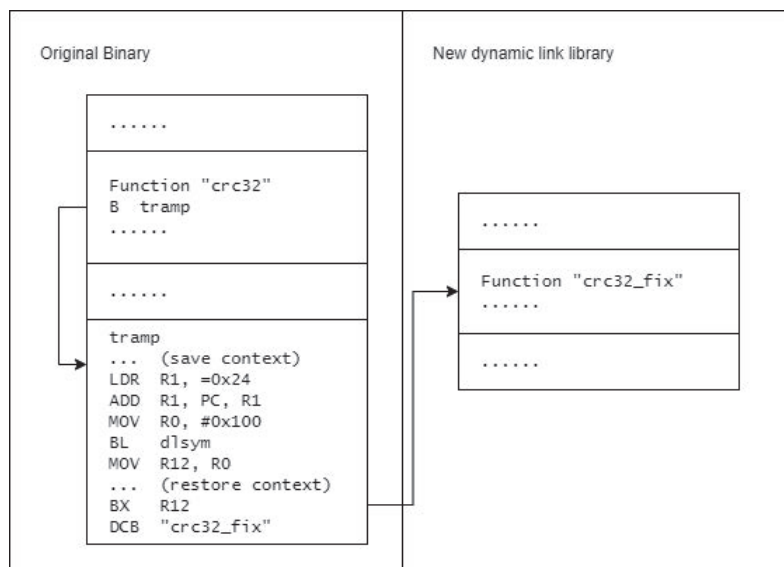 Original Binary
......
Function "crc32"
B tramp
......
......
tramp
... (save context)
LDR R1, =0x24
ADD R1, PC, R1
MOV R0, #0x100
BL dlsym
MOV R12, R0
... (restore context)
BX R12
DCB "crc32_fix"
New dynamic link library
......
Function "crc32_fix"
......
......